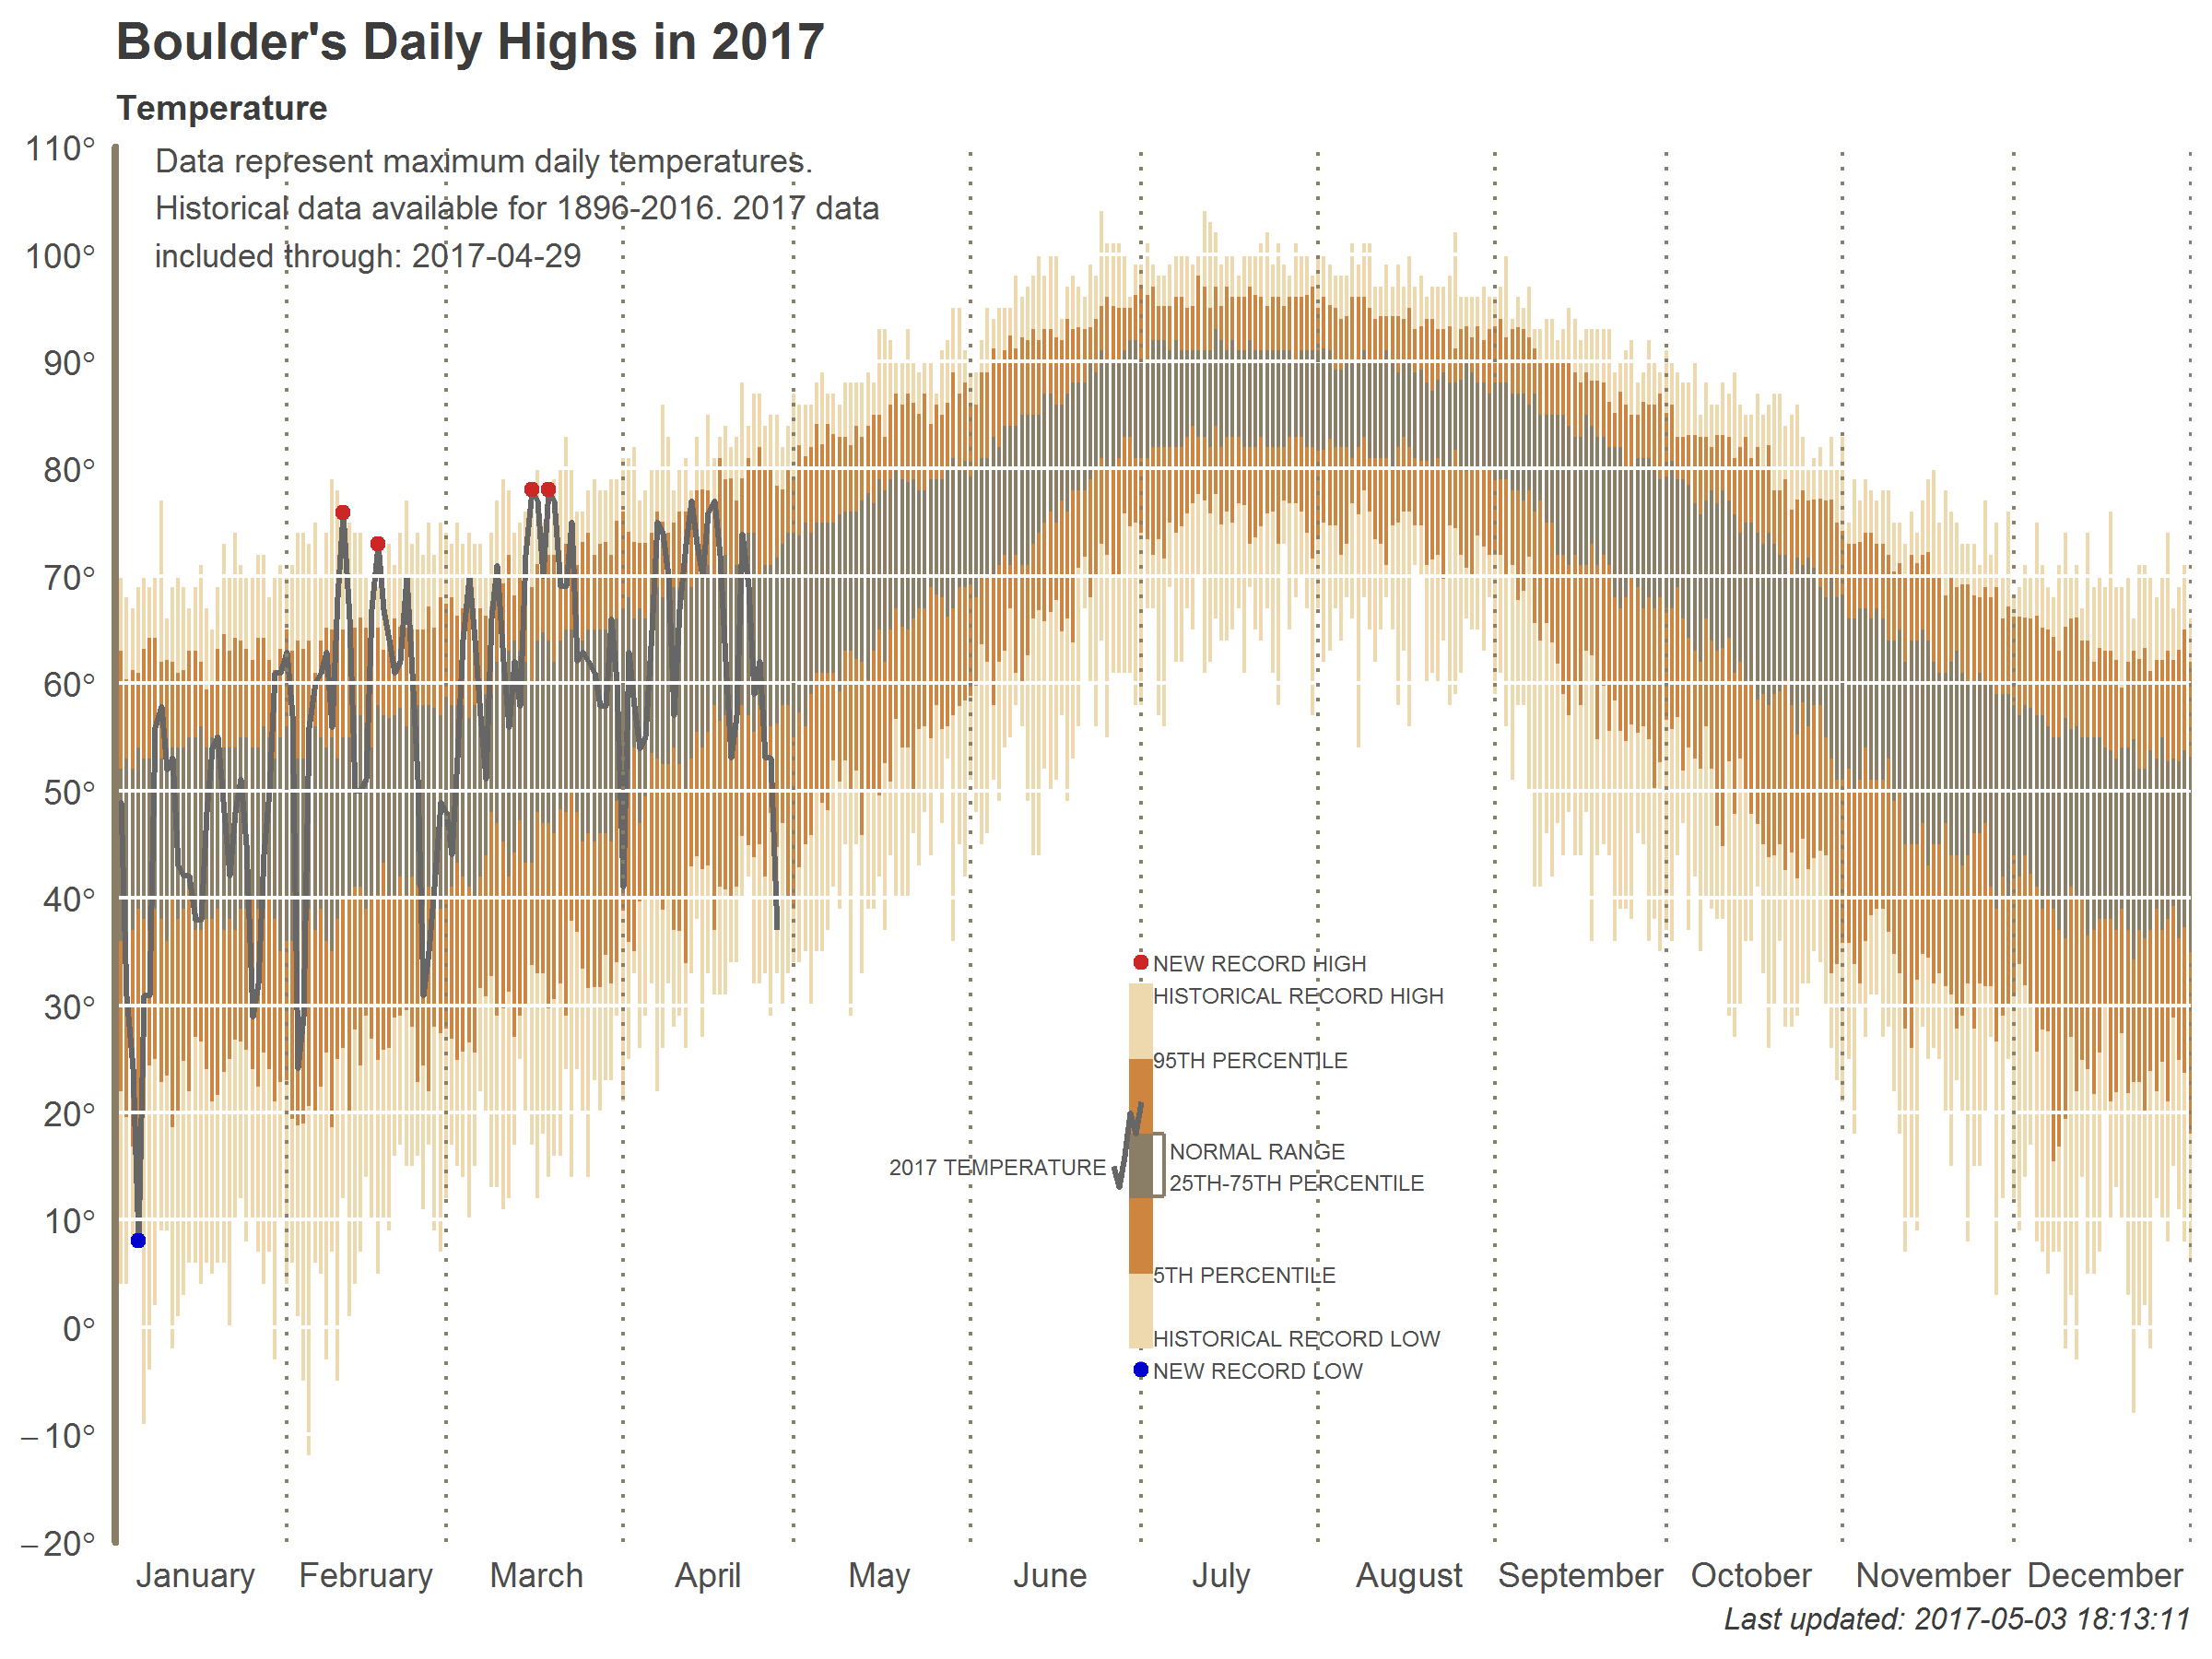 Boulder's Daily Highs in 2017
Temperature
110°
Data represent maximum daily temperatures.
Historical data available for 1896-2016. 2017 data
included through: 2017-04-29
100°
90°
80°
70°
60°
50°
40°
30°
20°
10°
0°
−10°
−20°
NEW RECORD HIGH
HISTORICAL RECORD HIGH
95TH PERCENTILE
2017 TEMPERATURE
NORMAL RANGE
25TH-75TH PERCENTILE
5TH PERCENTILE
HISTORICAL RECORD LOW
NEW RECORD LOW
January February March April May June July August September October November December
Last updated: 2017-05-03 18:13:11